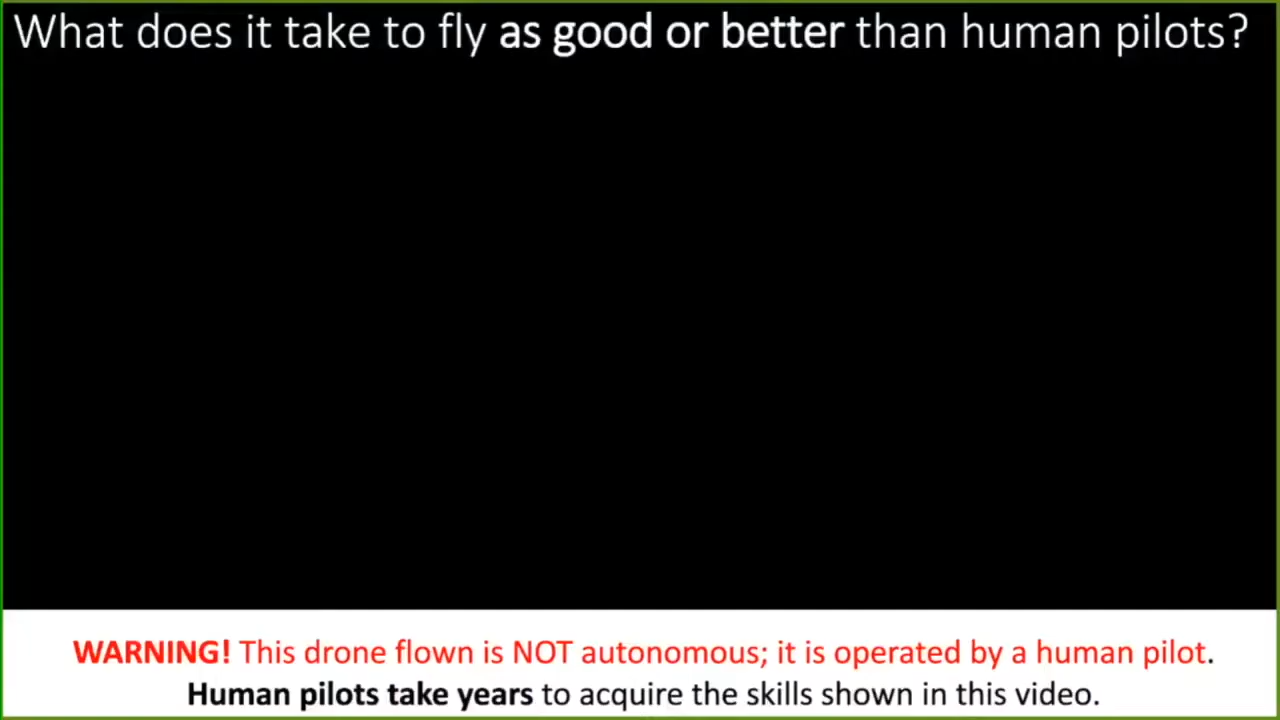 What does it take to fly as good or better than human pilots?
WARNING! This drone flown is NOT autonomous; it is operated by a human pilot.
Human pilots take years to acquire the skills shown in this video.